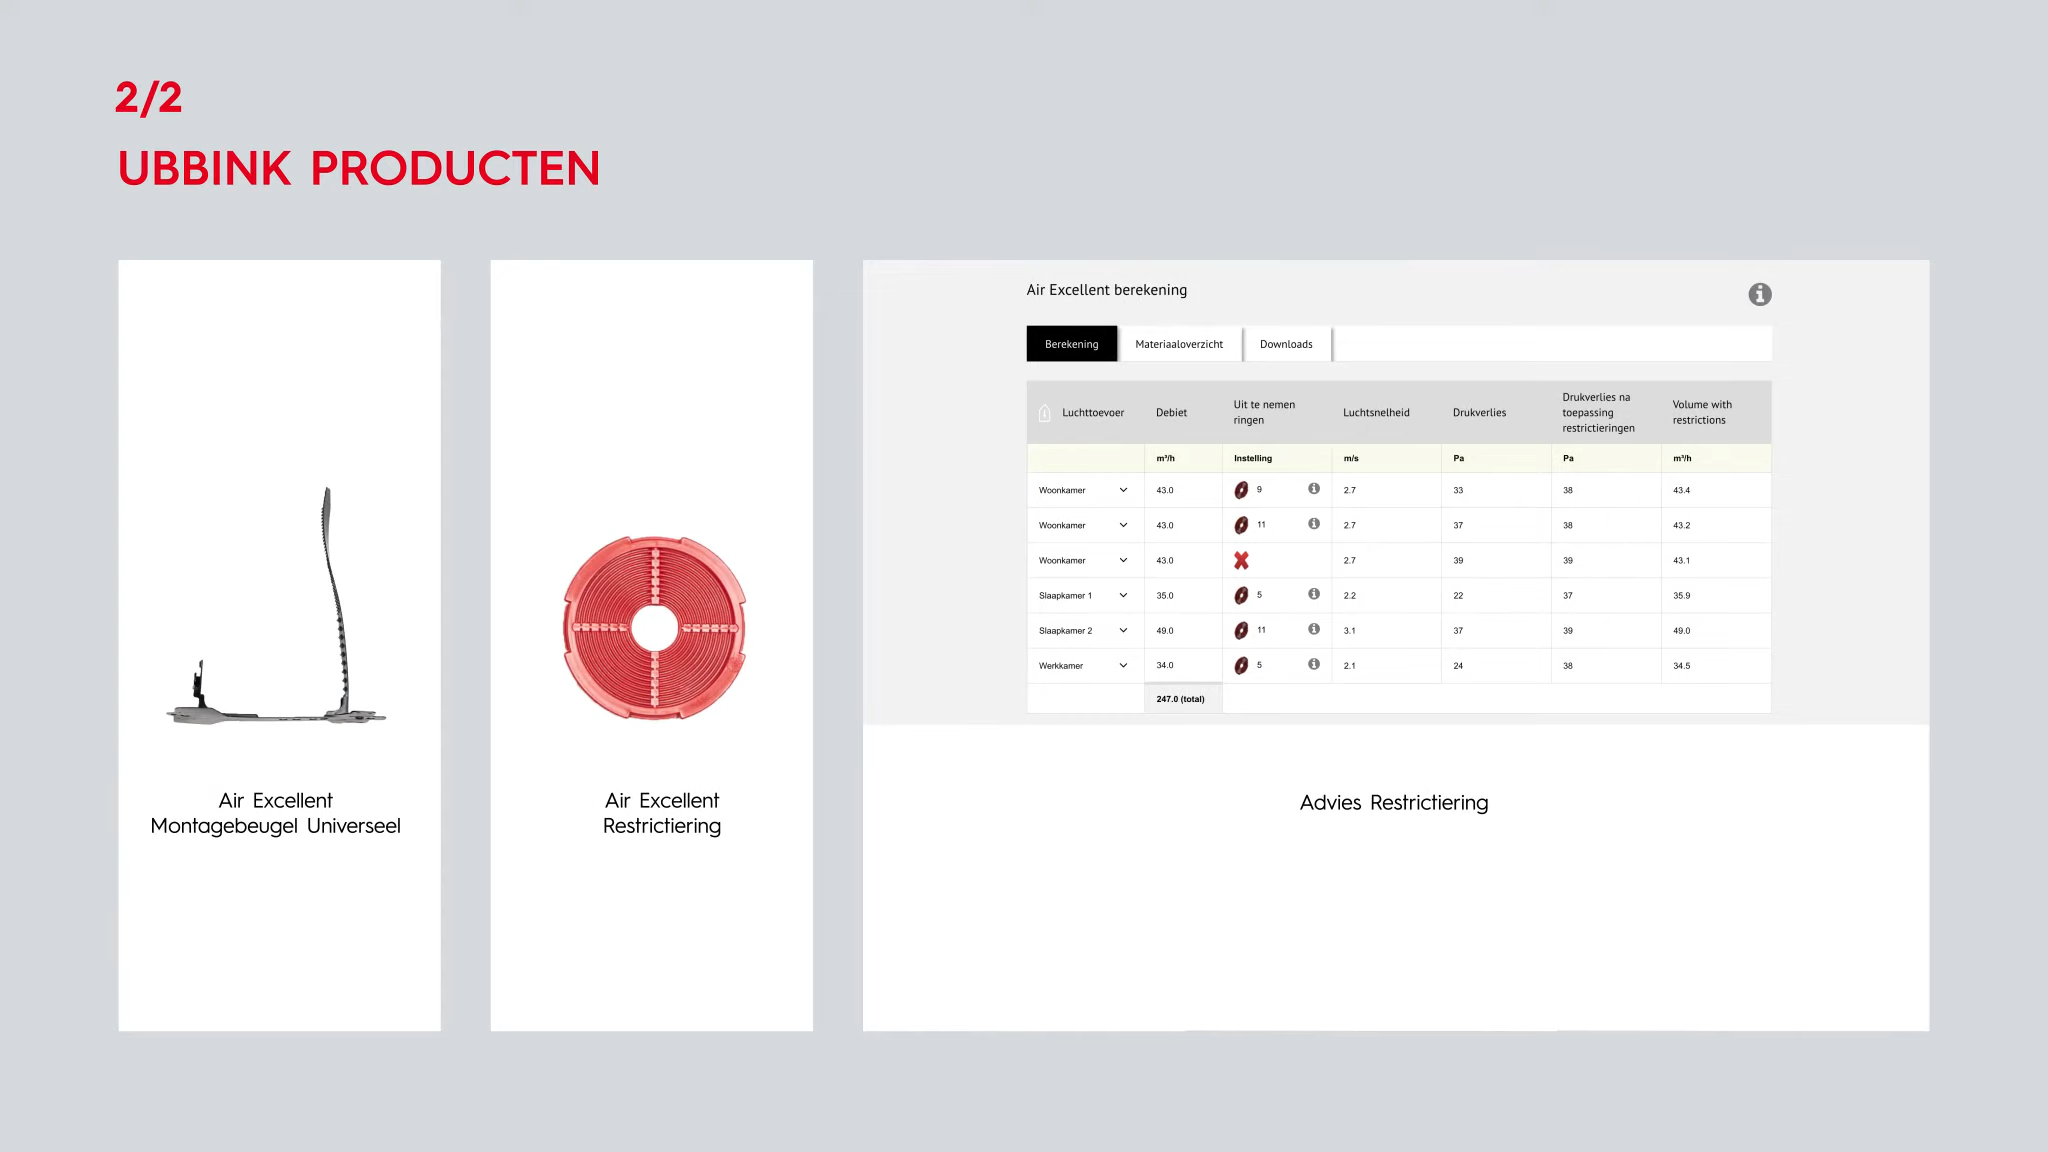 2/2
UBBINK PRODUCTEN
Air Excellent
Montagebeugel Universeel
Air Excellent
Restrictiering
Air Excellent berekening
Berekening Materiaaloverzicht Downloads
Luchttoevoer Debiet Uit te nemen ringen Luchtsnelheid Drukverlies Drukverlies na toepassing restrictieringen Volume with restrictions
m³/h Instelling m/s Pa Pa m³/h
Woonkamer 43.0 9 2.7 33 38 43.4
Woonkamer 43.0 11 2.7 37 38 43.2
Woonkamer 43.0 2.7 39 39 43.1
Slaapkamer 1 35.0 5 2.2 22 37 35.9
Slaapkamer 2 49.0 11 3.1 37 39 49.0
Werkkamer 34.0 5 2.1 24 38 34.5
247.0 (total)
Advies Restrictiering